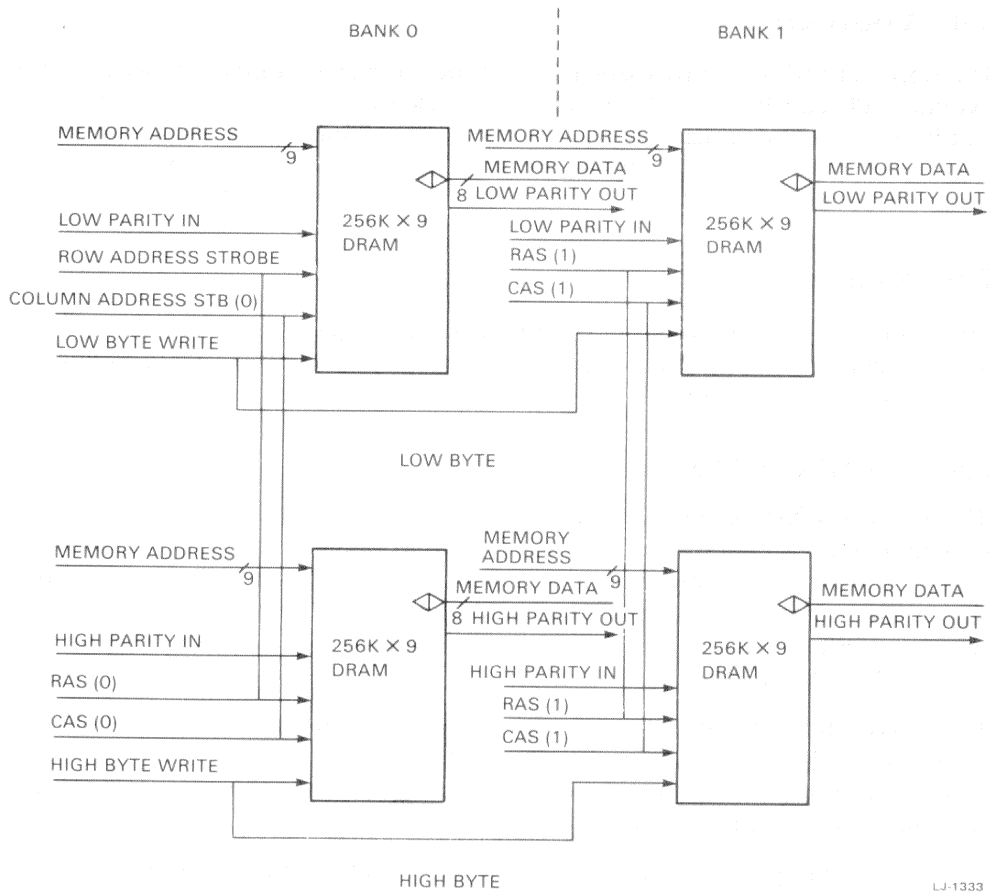 BANK 0
BANK 1
MEMORY ADDRESS
9
MEMORY DATA
8
LOW PARITY OUT
LOW PARITY IN
ROW ADDRESS STROBE
COLUMN ADDRESS STB (0)
LOW BYTE WRITE
256K × 9
DRAM
MEMORY ADDRESS
9
MEMORY DATA
LOW PARITY OUT
LOW PARITY IN
RAS (1)
CAS (1)
256K × 9
DRAM
LOW BYTE
MEMORY ADDRESS
9
MEMORY DATA
8
HIGH PARITY OUT
HIGH PARITY IN
RAS (0)
CAS (0)
HIGH BYTE WRITE
256K × 9
DRAM
MEMORY
ADDRESS
9
MEMORY DATA
HIGH PARITY OUT
HIGH PARITY IN
RAS (1)
CAS (1)
256K × 9
DRAM
HIGH BYTE
LJ-1333